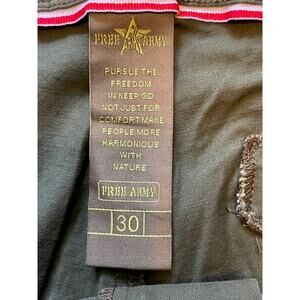 FREE ARMY
PURSUE THE
FREEDOM
IN KEEP GO
NOT JUST FOR
COMFORT MAKE
PEOPLE MORE
HARMONIOUS
WITH
NATURE
FREE ARMY
30